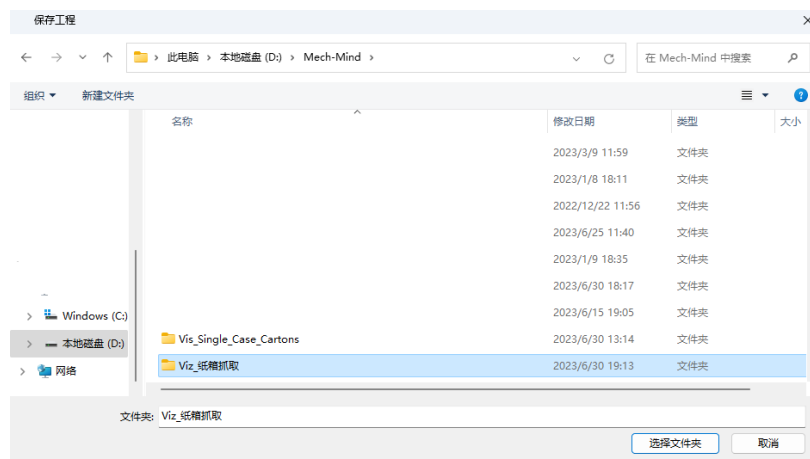 保存工程
此电脑 > 本地磁盘 (D:) > Mech-Mind >
在 Mech-Mind 中搜索
组织 新建文件夹
名称 修改日期 类型 大小
2023/3/9 11:59 文件夹
2023/1/8 18:11 文件夹
2022/12/22 11:56 文件夹
2023/6/25 11:40 文件夹
2023/1/9 18:35 文件夹
2023/6/30 18:17 文件夹
Windows (C:) 2023/6/15 19:05 文件夹
本地磁盘 (D:) Vis_Single_Case_Cartons 2023/6/30 13:14 文件夹
网络 Viz_纸箱抓取 2023/6/30 19:13 文件夹
文件夹: Viz_纸箱抓取
选择文件夹 取消